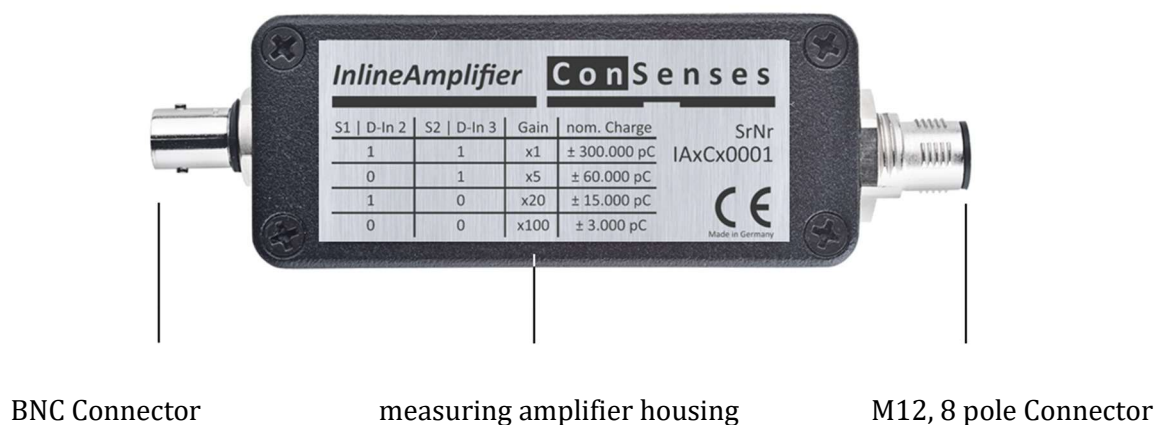 InlineAmplifier ConSenses
S1 | D-In 2 S2 | D-In 3 Gain nom. Charge
1 1 x1 ± 300.000 pC
0 1 x5 ± 60.000 pC
1 0 x20 ± 15.000 pC
0 0 x100 ± 3.000 pC
SrNr
IAxCx0001
CE
Made in Germany
BNC Connector measuring amplifier housing M12, 8 pole Connector